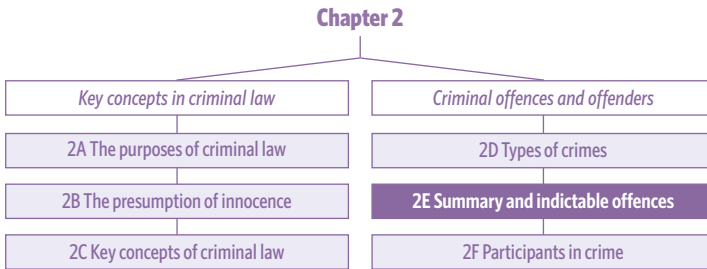 Chapter 2
Key concepts in criminal law
Criminal offences and offenders
2A The purposes of criminal law
2D Types of crimes
2B The presumption of innocence
2E Summary and indictable offences
2C Key concepts of criminal law
2F Participants in crime